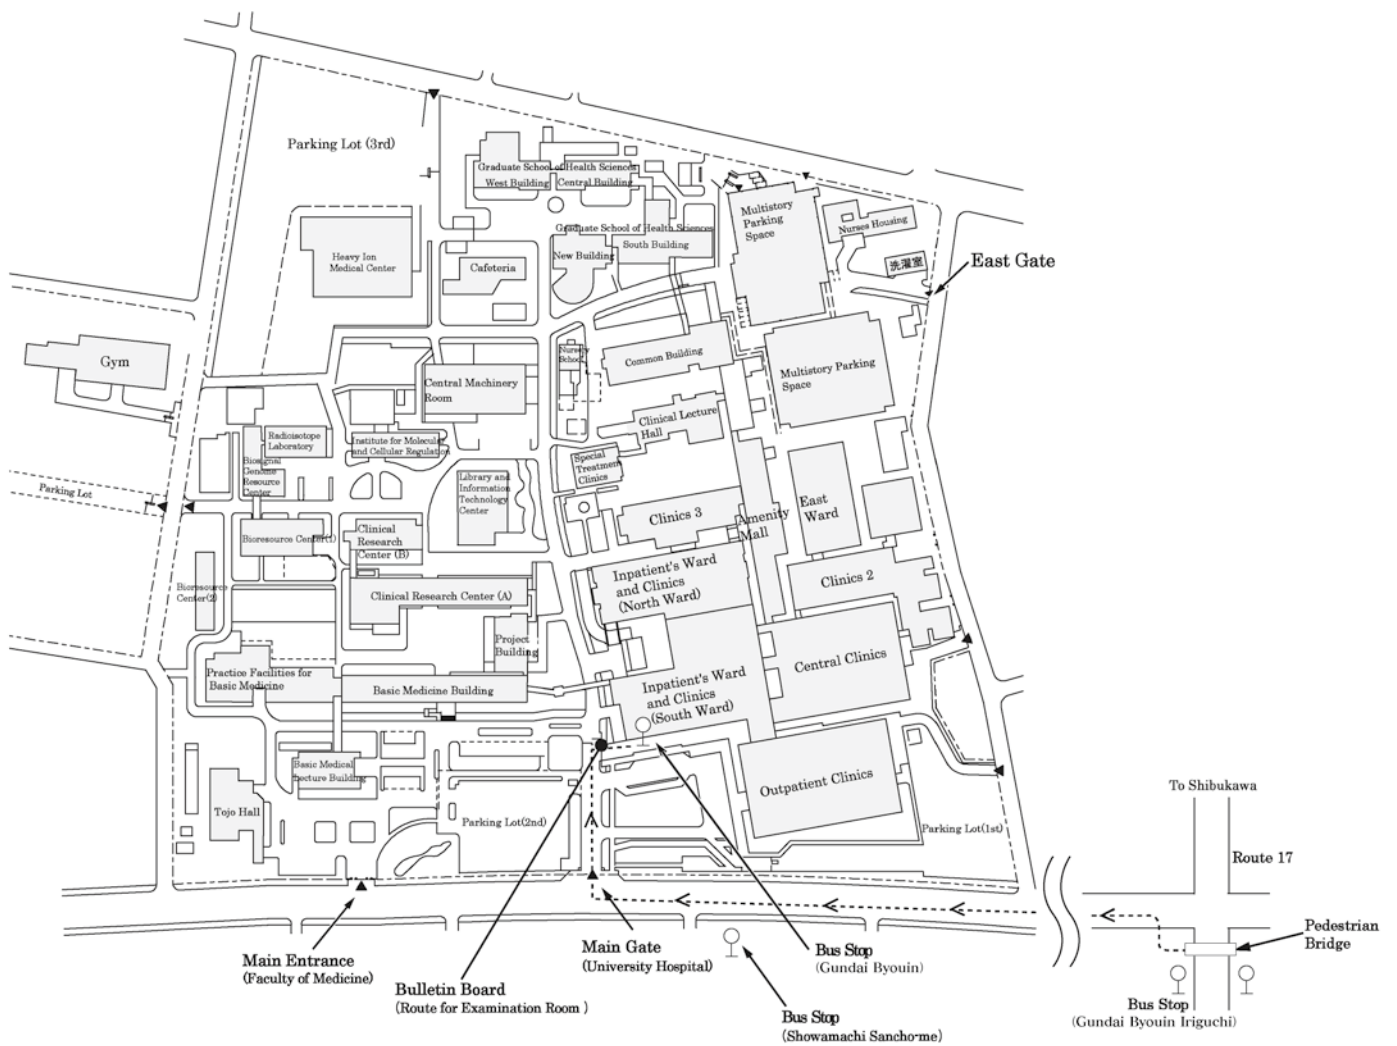 Parking Lot (3rd)
Graduate School of Health Sciences
West Building
Central Building
Multistory
Parking
Space
Nurses Housing
Graduate School of Health Sciences
South Building
New Building
Heavy Ion
Medical Center
Cafeteria
洗濯室
East Gate
Gym
Nursery
School
Common Building
Multistory Parking
Space
Central Machinery
Room
Clinical Lecture
Hall
Radioisotope
Laboratory
Institute for Molecular
and Cellular Regulation
Biosignal
Genome
Resource
Center
Special
Treatment
Clinics
Parking Lot
Library and
Information
Technology
Center
Clinics 3
Amenity
Mall
East
Ward
Bioresource Center(1)
Clinical
Research
Center (B)
Inpatient's Ward
and Clinics
(North Ward)
Clinics 2
Bioresource
Center(2)
Clinical Research Center (A)
Project
Building
Central Clinics
Practice Facilities for
Basic Medicine
Basic Medicine Building
Inpatient's Ward
and Clinics
(South Ward)
Basic Medical
Lecture Building
Outpatient Clinics
Tojo Hall
Parking Lot(2nd)
Parking Lot(1st)
To Shibukawa
Route 17
Main Entrance
(Faculty of Medicine)
Bulletin Board
(Route for Examination Room )
Main Gate
(University Hospital)
Bus Stop
(Gundai Byouin)
Bus Stop
(Showamachi Sancho-me)
Pedestrian
Bridge
Bus Stop
(Gundai Byouin Iriguchi)